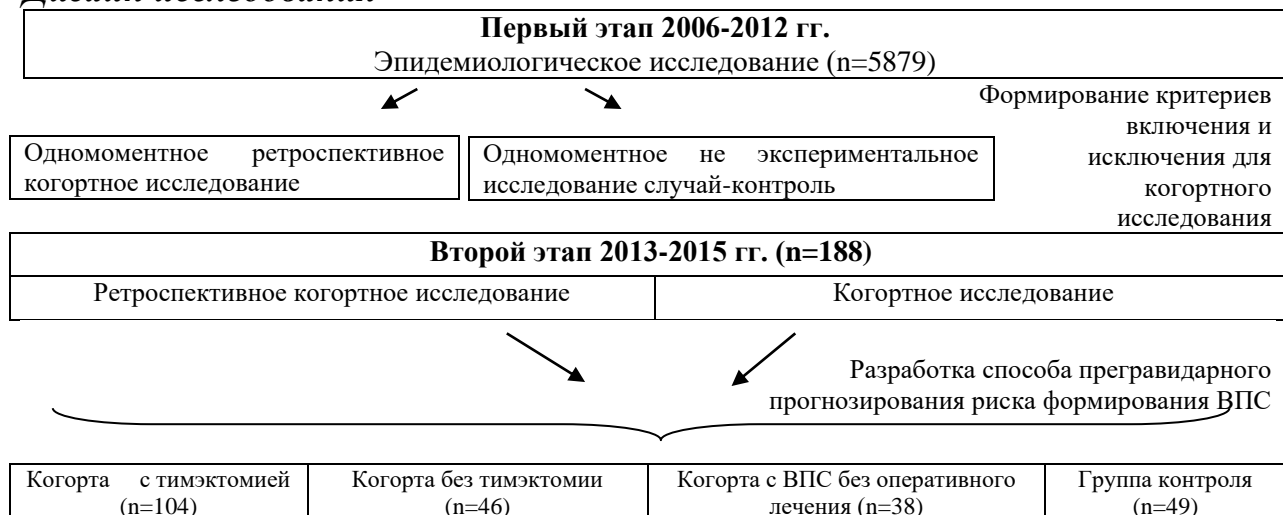 Дизайн исследования
Первый этап 2006-2012 гг.
Эпидемиологическое исследование (n=5879)
Формирование критериев
включения и
исключения для
когортного
исследования
Одномоментное ретроспективное
когортное исследование
Одномоментное не экспериментальное
исследование случай-контроль
Второй этап 2013-2015 гг. (n=188)
Ретроспективное когортное исследование
Когортное исследование
Разработка способа прегравидарного
прогнозирования риска формирования ВПС
Когорта с тимэктомией
(n=104)
Когорта без тимэктомии
(n=46)
Когорта с ВПС без оперативного
лечения (n=38)
Группа контроля
(n=49)